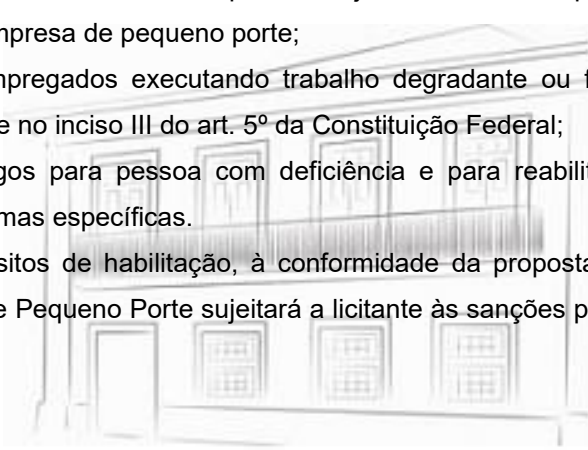 mpresa de pequeno porte;
mpregados executando trabalho degradante ou f
e no inciso III do art. 5º da Constituição Federal;
gos para pessoa com deficiência e para reabilit
mas específicas.
sitos de habilitação, à conformidade da proposta
e Pequeno Porte sujeitará a licitante às sanções p